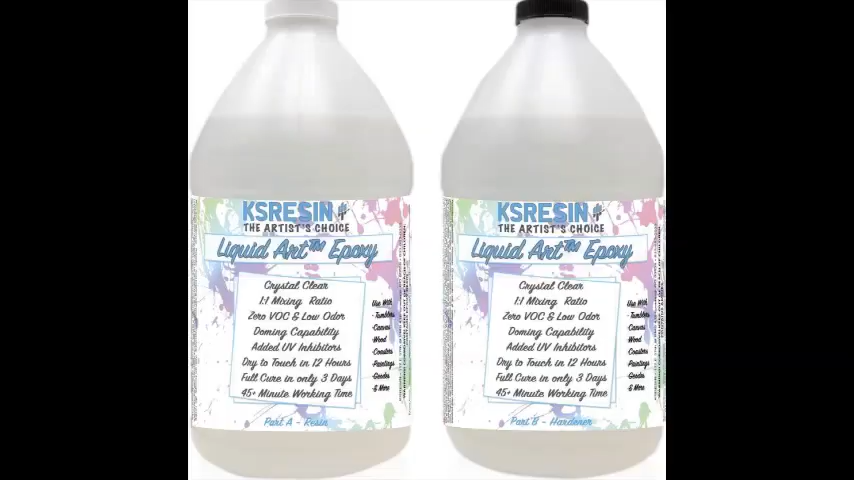 KSRESIN
THE ARTIST'S CHOICE
Liquid Art™ Epoxy
Crystal Clear
1:1 Mixing Ratio
Zero VOC & Low Odor
Doming Capability
Added UV Inhibitors
Dry to Touch in 12 Hours
Full Cure in only 3 Days
45+ Minute Working Time
Use With
- Tumblers
- Canvas
- Wood
- Coasters
- Paintings
- Geodes
& More
Part A - Resin
KSRESIN
THE ARTIST'S CHOICE
Liquid Art™ Epoxy
Crystal Clear
1:1 Mixing Ratio
Zero VOC & Low Odor
Doming Capability
Added UV Inhibitors
Dry to Touch in 12 Hours
Full Cure in only 3 Days
45+ Minute Working Time
Use With
- Tumblers
- Canvas
- Wood
- Coasters
- Paintings
- Geodes
& More
Part B - Hardener